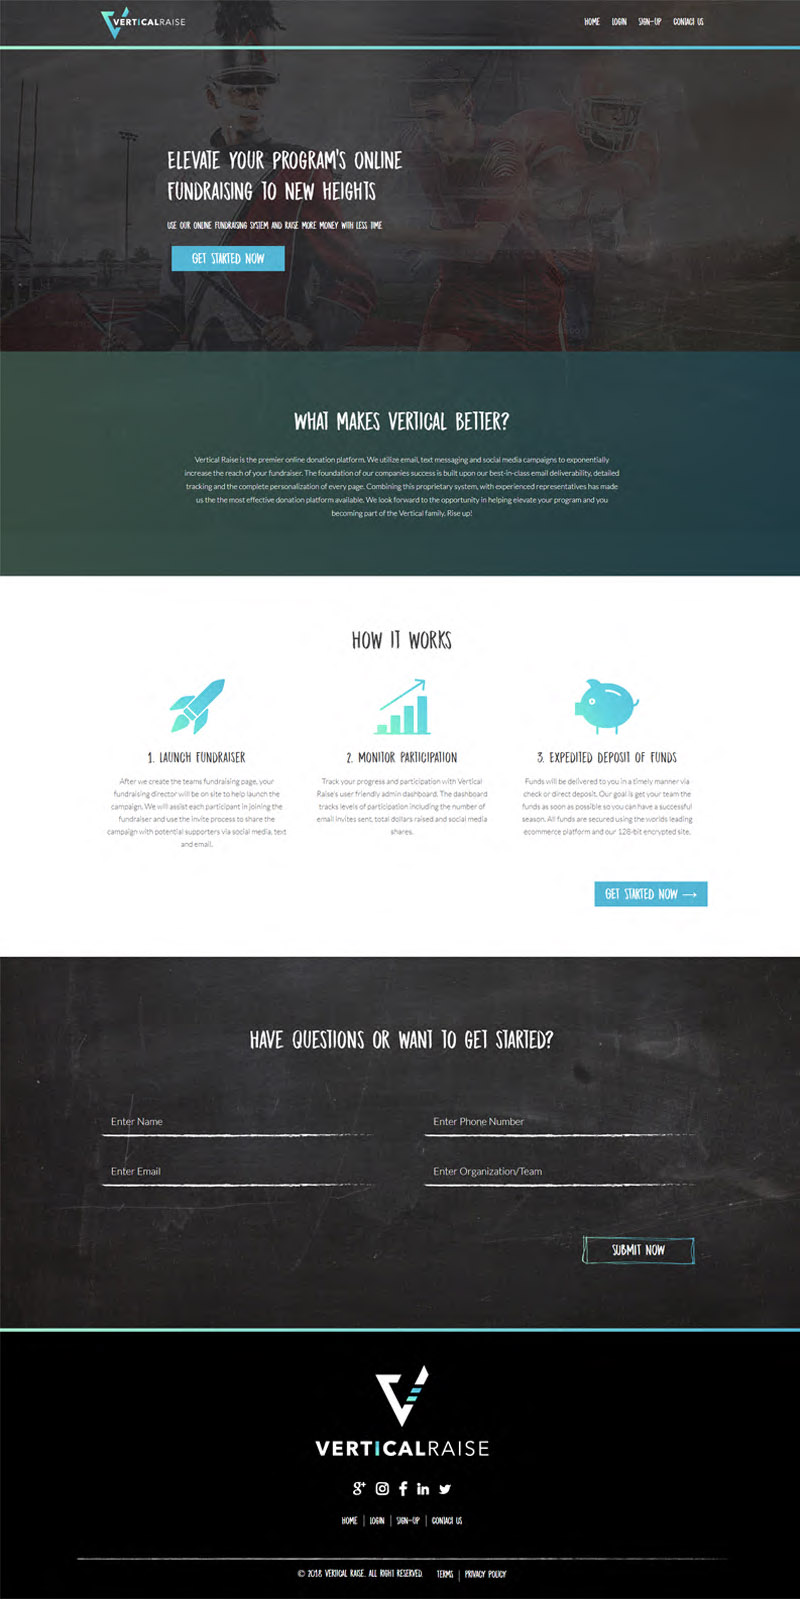 VERTICALRAISE
HOME LOGIN SIGN-UP CONTACT US
ELEVATE YOUR PROGRAM'S ONLINE
FUNDRAISING TO NEW HEIGHTS
USE OUR ONLINE FUNDRAISING SYSTEM AND RAISE MORE MONEY WITH LESS TIME
GET STARTED NOW
WHAT MAKES VERTICAL BETTER?
Vertical Raise is the premier online donation platform. We utilize email, text messaging and social media campaigns to exponentially
increase the reach of your fundraiser. The foundation of our companies success is built upon our best-in-class email deliverability, detailed
tracking and the complete personalization of every page. Combining this proprietary system, with experienced representatives has made
us the the most effective donation platform available. We look forward to the opportunity in helping elevate your program and you
becoming part of the Vertical family, Rise up!
HOW IT WORKS
1. LAUNCH FUNDRAISER
After we create the teams fundraising page, your
fundraising director will be on site to help launch the
campaign. We will assist each participant in joining the
fundraiser and use the invite process to share the
campaign with potential supporters via social media, text
and email.
2. MONITOR PARTICIPATION
Track your progress and participation with Vertical
Raise's user friendly admin dashboard. The dashboard
tracks levels of participation including the number of
email invites sent, total dollars raised and social media
shares.
3. EXPEDITED DEPOSIT OF FUNDS
Funds will be delivered to you in a timely manner via
check or direct deposit. Our goal is get your team the
funds as soon as possible so you can have a successful
season. All funds are secured using the worlds leading
ecommerce platform and our 128-bit encrypted site.
GET STARTED NOW →
HAVE QUESTIONS OR WANT TO GET STARTED?
Enter Name
Enter Phone Number
Enter Email
Enter Organization/Team
SUBMIT NOW
VERTICALRAISE
HOME | LOGIN | SIGN-UP | CONTACT US
© 2018 VERTICAL RAISE. ALL RIGHT RESERVED. TERMS | PRIVACY POLICY